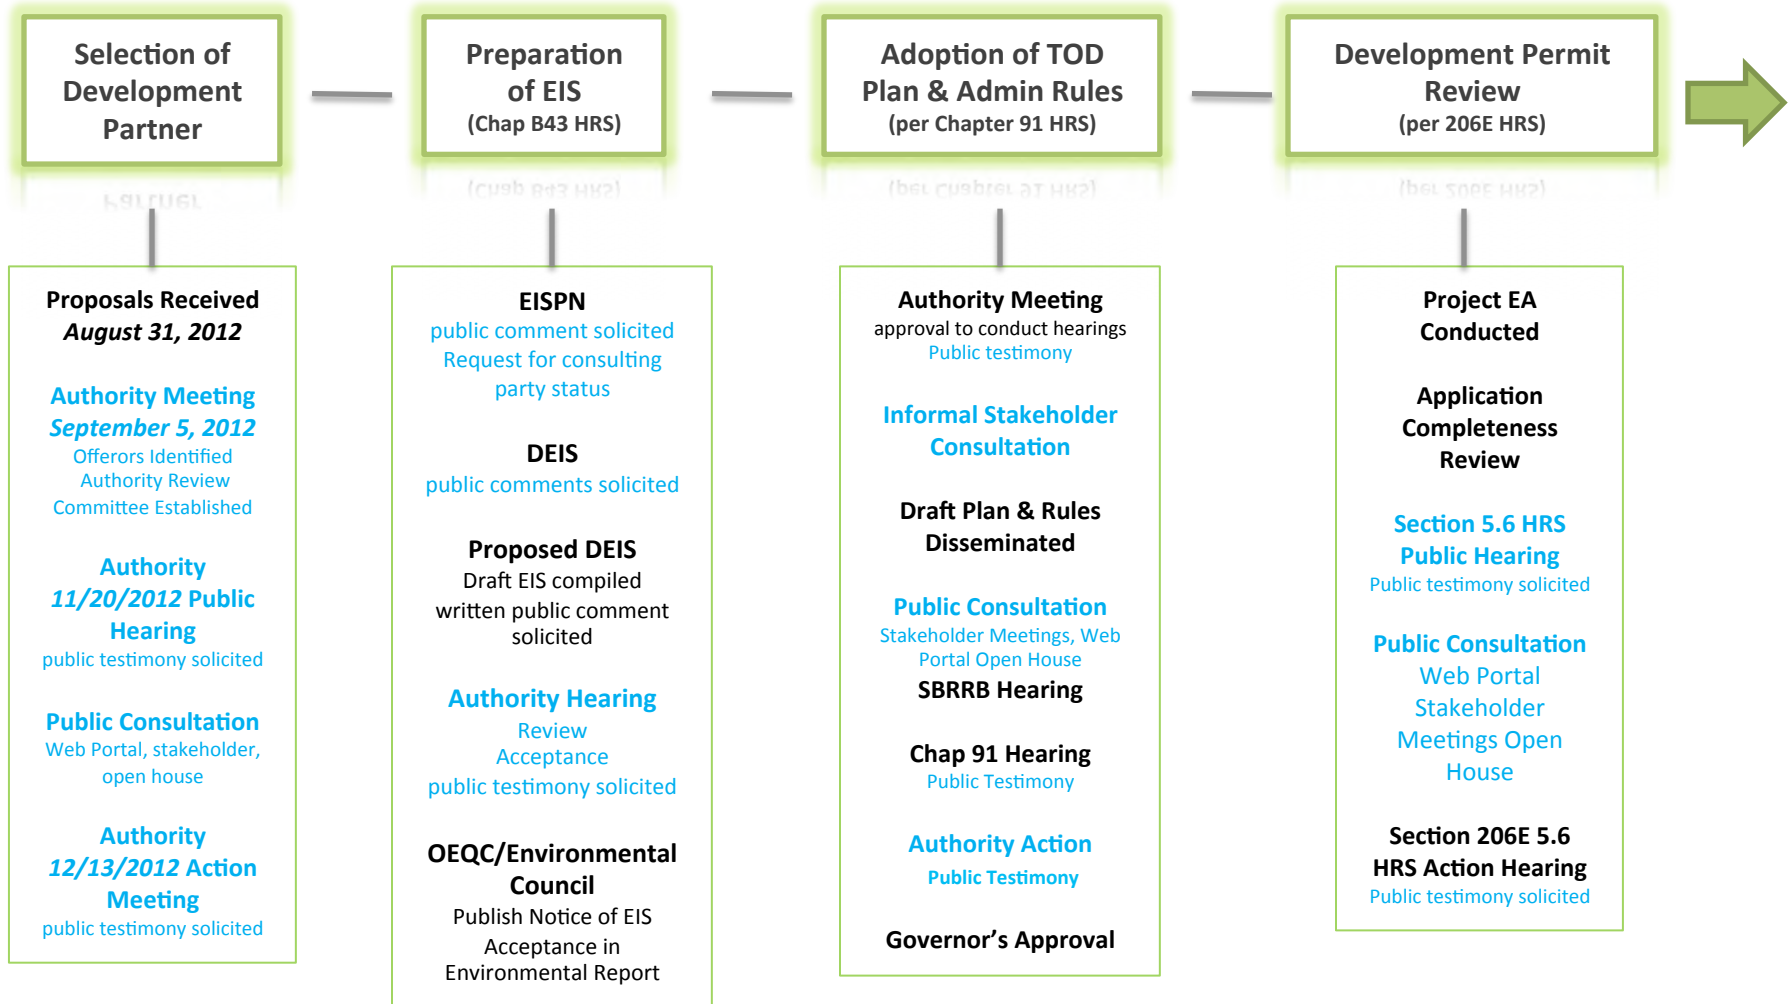 Selection of
Development
Partner
Preparation
of EIS
(Chap B43 HRS)
Adoption of TOD
Plan & Admin Rules
(per Chapter 91 HRS)
Development Permit
Review
(per 206E HRS)
Proposals Received
August 31, 2012
Authority Meeting
September 5, 2012
Offerors Identified
Authority Review
Committee Established
Authority
11/20/2012 Public
Hearing
public testimony solicited
Public Consultation
Web Portal, stakeholder,
open house
Authority
12/13/2012 Action
Meeting
public testimony solicited
EISPN
public comment solicited
Request for consulting
party status
DEIS
public comments solicited
Proposed DEIS
Draft EIS compiled
written public comment
solicited
Authority Hearing
Review
Acceptance
public testimony solicited
OEQC/Environmental
Council
Publish Notice of EIS
Acceptance in
Environmental Report
Authority Meeting
approval to conduct hearings
Public testimony
Informal Stakeholder
Consultation
Draft Plan & Rules
Disseminated
Public Consultation
Stakeholder Meetings, Web
Portal Open House
SBRRB Hearing
Chap 91 Hearing
Public Testimony
Authority Action
Public Testimony
Governor's Approval
Project EA
Conducted
Application
Completeness
Review
Section 5.6 HRS
Public Hearing
Public testimony solicited
Public Consultation
Web Portal
Stakeholder
Meetings Open
House
Section 206E 5.6
HRS Action Hearing
Public testimony solicited